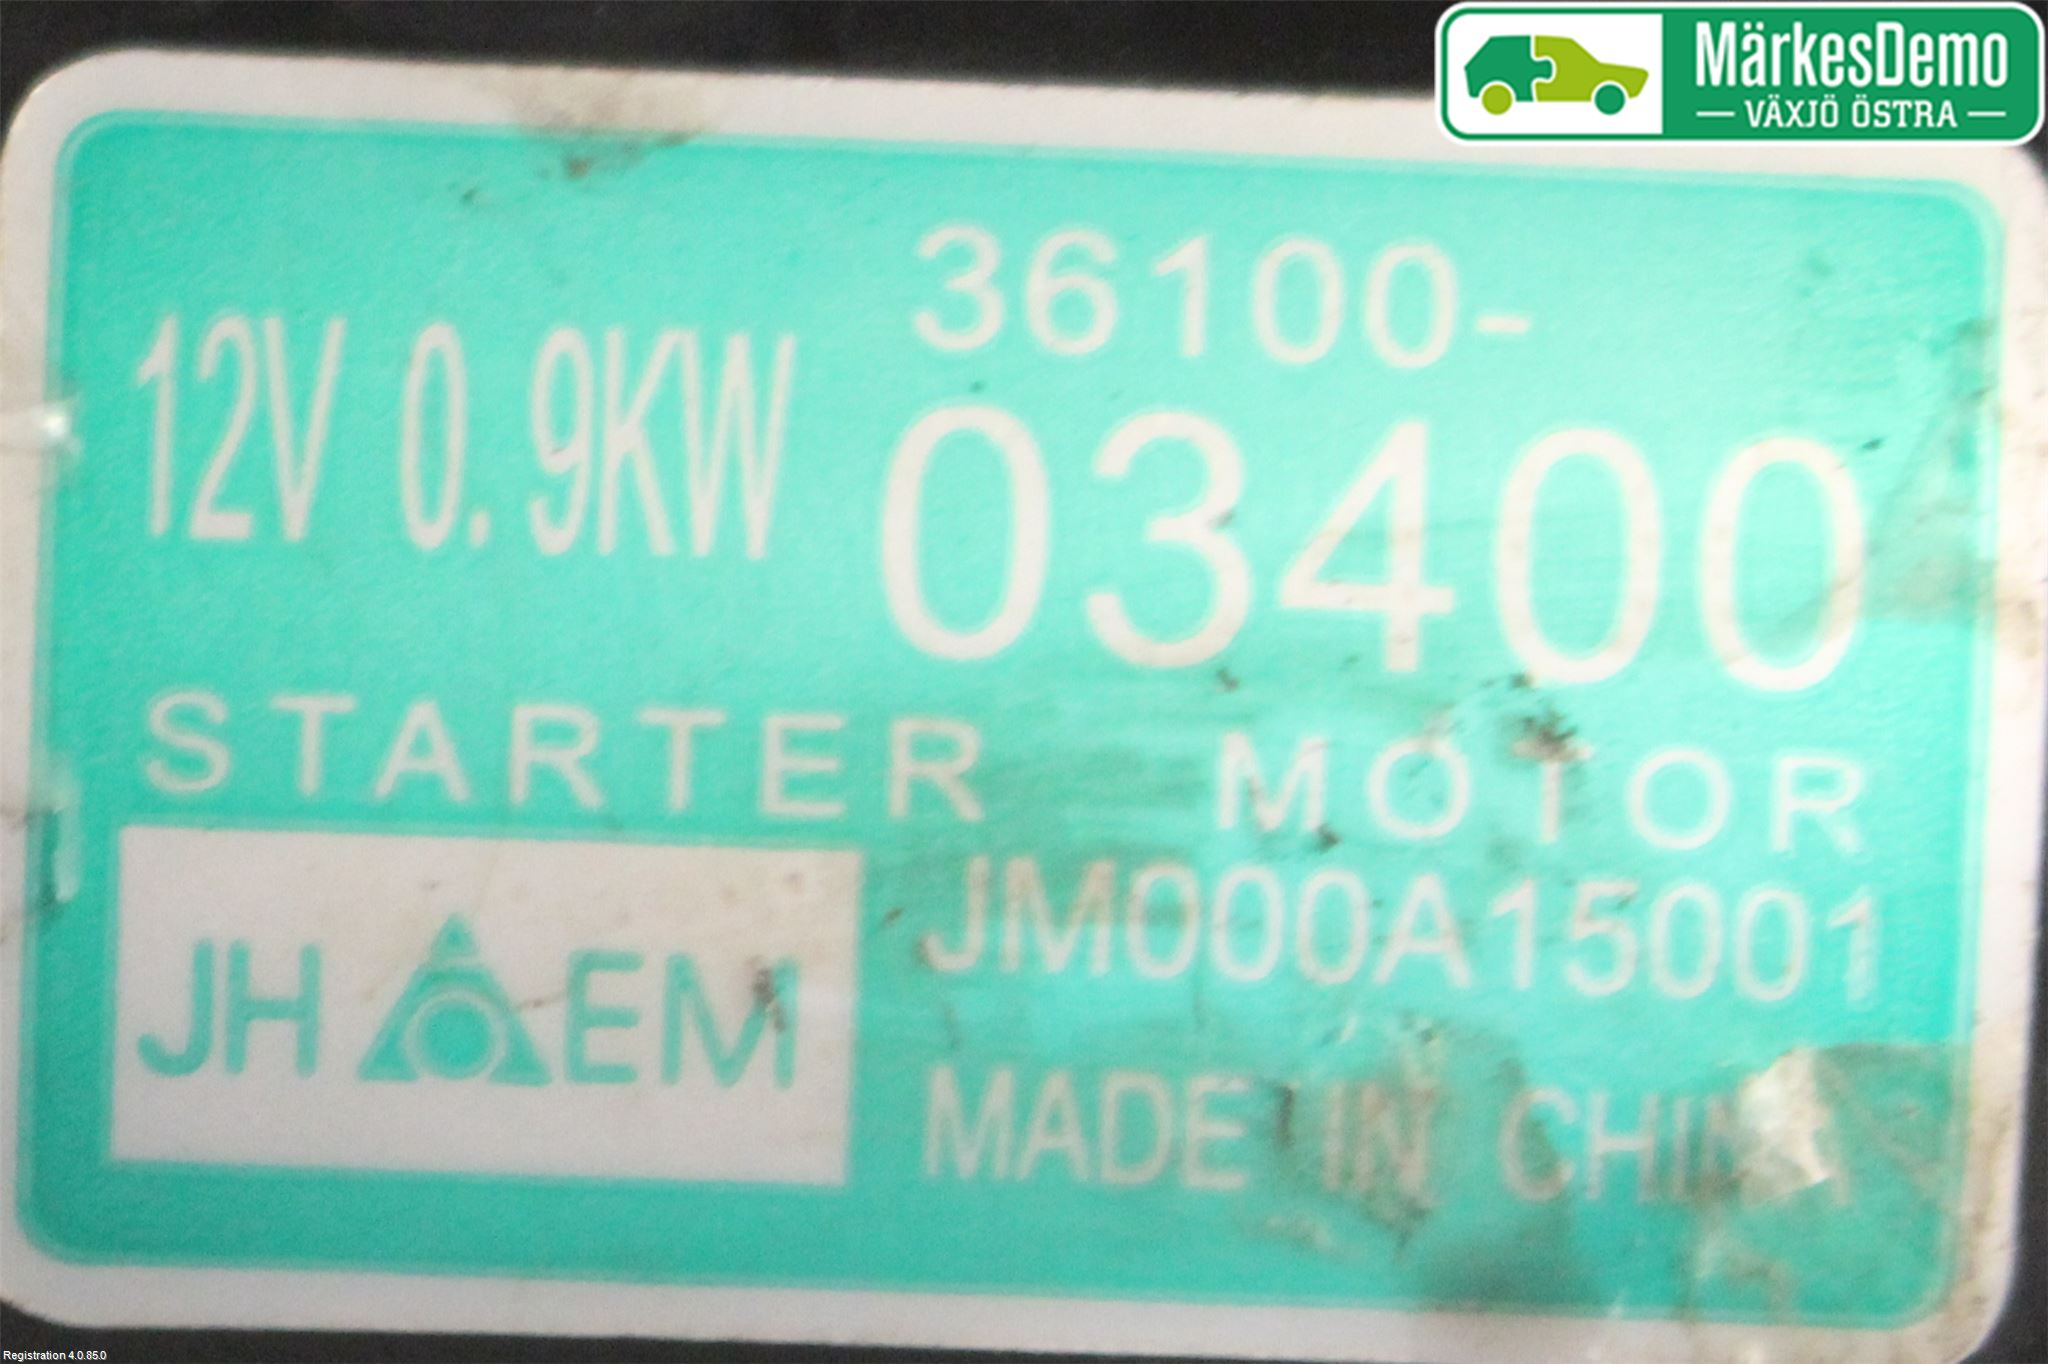 MärkesDemo
VÄXJÖ ÖSTRA
36100-
12V 0.9KW
03400
STARTER MOTOR
JM000A15001
JH EM
MADE IN CHINA
Registration 4.0.85.0